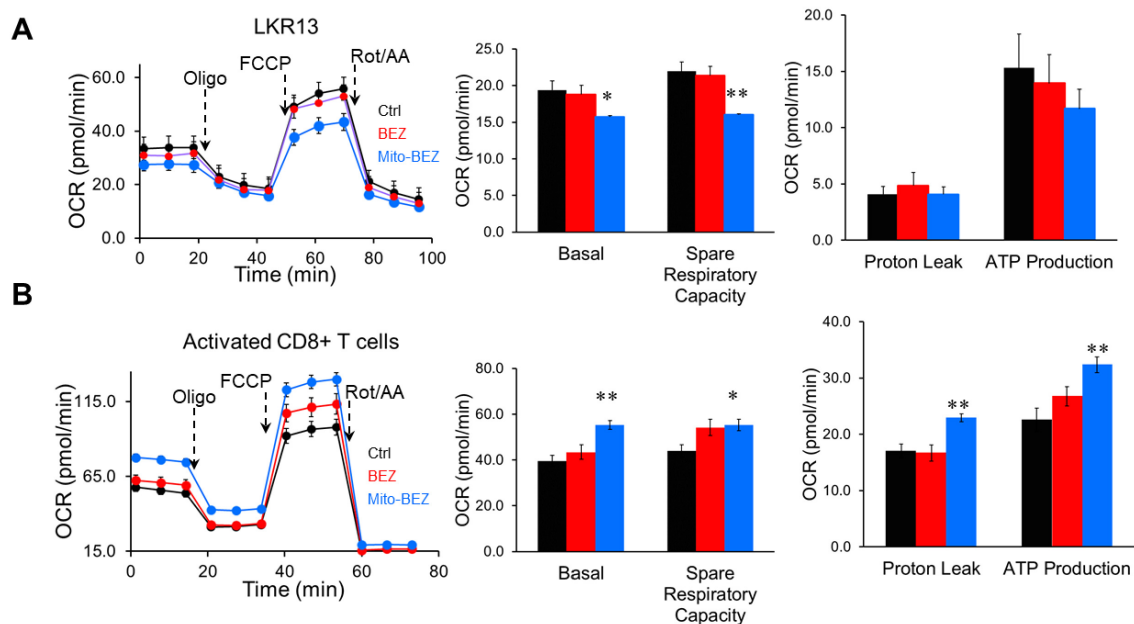 A
LKR13
OCR (pmol/min)
60.0
40.0
20.0
0.0
0
20
40
60
80
100
Time (min)
Oligo
FCCP
Rot/AA
Ctrl
BEZ
Mito-BEZ
OCR (pmol/min)
25.0
20.0
15.0
10.0
5.0
0.0
*
**
Basal
Spare
Respiratory
Capacity
OCR (pmol/min)
20.0
15.0
10.0
5.0
0.0
Proton Leak
ATP Production
B
Activated CD8+ T cells
OCR (pmol/min)
115.0
65.0
15.0
0
20
40
60
80
Time (min)
Oligo
FCCP
Rot/AA
Ctrl
BEZ
Mito-BEZ
OCR (pmol/min)
80.0
60.0
40.0
20.0
0.0
**
*
Basal
Spare
Respiratory
Capacity
OCR (pmol/min)
40.0
30.0
20.0
10.0
0.0
**
**
Proton Leak
ATP Production